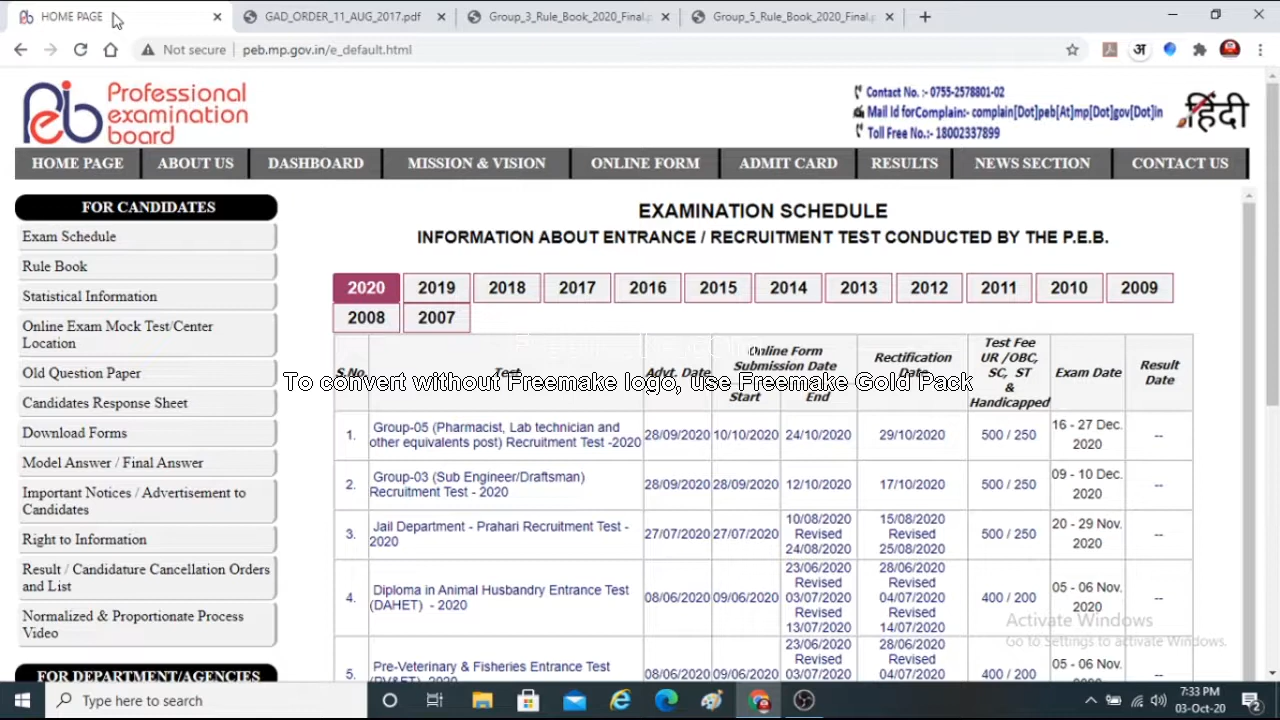 HOME PAGE
GAD_ORDER_11_AUG_2017.pdf
Group_3_Rule_Book_2020_Final.p
Group_5_Rule_Book_2020_Final.p
Not secure
peb.mp.gov.in/e_default.html
अ
peb
Professional
examination
board
Contact No. :- 0755-2578801-02
Mail Id forComplain:- complain[Dot]peb[At]mp[Dot]gov[Dot]in
Toll Free No.:- 18002337899
हिंदी
HOME PAGE
ABOUT US
DASHBOARD
MISSION & VISION
ONLINE FORM
ADMIT CARD
RESULTS
NEWS SECTION
CONTACT US
FOR CANDIDATES
Exam Schedule
Rule Book
Statistical Information
Online Exam Mock Test/Center
Location
Old Question Paper
Candidates Response Sheet
Download Forms
Model Answer / Final Answer
Important Notices / Advertisement to
Candidates
Right to Information
Result / Candidature Cancellation Orders
and List
Normalized & Proportionate Process
Video
FOR DEPARTMENT/AGENCIES
EXAMINATION SCHEDULE
INFORMATION ABOUT ENTRANCE / RECRUITMENT TEST CONDUCTED BY THE P.E.B.
2020 2019 2018 2017 2016 2015 2014 2013 2012 2011 2010 2009
2008 2007
S.No.
Test
Advt. Date
Online Form
Submission Date
Start
End
Rectification
Date
Test Fee
UR /OBC,
SC, ST
&
Handicapped
Exam Date
Result
Date
To convert without Freemake logo, use Freemake Gold Pack
1.
Group-05 (Pharmacist, Lab technician and
other equivalents post) Recruitment Test -2020
28/09/2020
10/10/2020
24/10/2020
29/10/2020
500 / 250
16 - 27 Dec.
2020
--
2.
Group-03 (Sub Engineer/Draftsman)
Recruitment Test - 2020
28/09/2020
28/09/2020
12/10/2020
17/10/2020
500 / 250
09 - 10 Dec.
2020
--
3.
Jail Department - Prahari Recruitment Test -
2020
27/07/2020
27/07/2020
10/08/2020
Revised
24/08/2020
15/08/2020
Revised
25/08/2020
500 / 250
20 - 29 Nov.
2020
--
4.
Diploma in Animal Husbandry Entrance Test
(DAHET) - 2020
08/06/2020
09/06/2020
23/06/2020
Revised
03/07/2020
Revised
13/07/2020
28/06/2020
Revised
04/07/2020
Revised
14/07/2020
400 / 200
05 - 06 Nov.
2020
--
5.
Pre-Veterinary & Fisheries Entrance Test
(PV&FT) -2020
08/06/2020
09/06/2020
23/06/2020
Revised
03/07/2020
28/06/2020
Revised
04/07/2020
400 / 200
05 - 06 Nov.
--
Activate Windows
Go to Settings to activate Windows.
Type here to search
7:33 PM
03-Oct-20
2